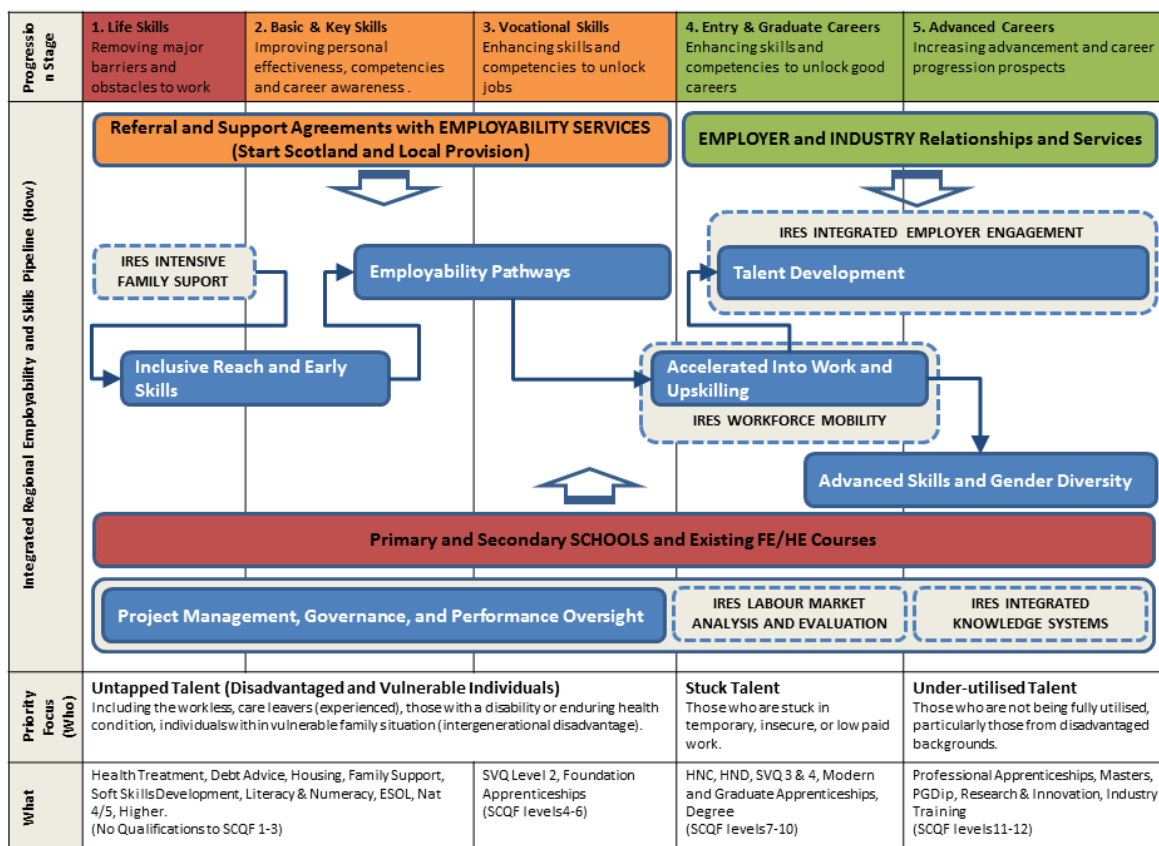 Progressio
n Stage
1. Life Skills
Removing major
barriers and
obstacles to work
2. Basic & Key Skills
Improving personal
effectiveness, competencies
and career awareness .
3. Vocational Skills
Enhancing skills and
competencies to unlock
jobs
4. Entry & Graduate Careers
Enhancing skills and
competencies to unlock good
careers
5. Advanced Careers
Increasing advancement and career
progression prospects
Integrated Regional Employability and Skills Pipeline (How)
Referral and Support Agreements with EMPLOYABILITY SERVICES
(Start Scotland and Local Provision)
EMPLOYER and INDUSTRY Relationships and Services
IRES INTEGRATED EMPLOYER ENGAGEMENT
Talent Development
IRES INTENSIVE
FAMILY SUPORT
Employability Pathways
Inclusive Reach and Early
Skills
Accelerated Into Work and
Upskilling
IRES WORKFORCE MOBILITY
Advanced Skills and Gender Diversity
Primary and Secondary SCHOOLS and Existing FE/HE Courses
Project Management, Governance, and Performance Oversight
IRES LABOUR MARKET
ANALYSIS AND EVALUATION
IRES INTEGRATED
KNOWLEDGE SYSTEMS
Priority
Focus
(Who)
Untapped Talent (Disadvantaged and Vulnerable Individuals)
Including the workless, care leavers (experienced), those with a disability or enduring health
condition, individuals within vulnerable family situation (intergenerational disadvantage).
Stuck Talent
Those who are stuck in
temporary, insecure, or low paid
work.
Under-utilised Talent
Those who are not being fully utilised,
particularly those from disadvantaged
backgrounds.
What
Health Treatment, Debt Advice, Housing, Family Support,
Soft Skills Development, Literacy & Numeracy, ESOL, Nat
4/5, Higher.
(No Qualifications to SCQF 1-3)
SVQ Level 2, Foundation
Apprenticeships
(SCQF levels4-6)
HNC, HND, SVQ 3 & 4, Modern
and Graduate Apprenticeships,
Degree
(SCQF levels7-10)
Professional Apprenticeships, Masters,
PGDip, Research & Innovation, Industry
Training
(SCQF levels11-12)